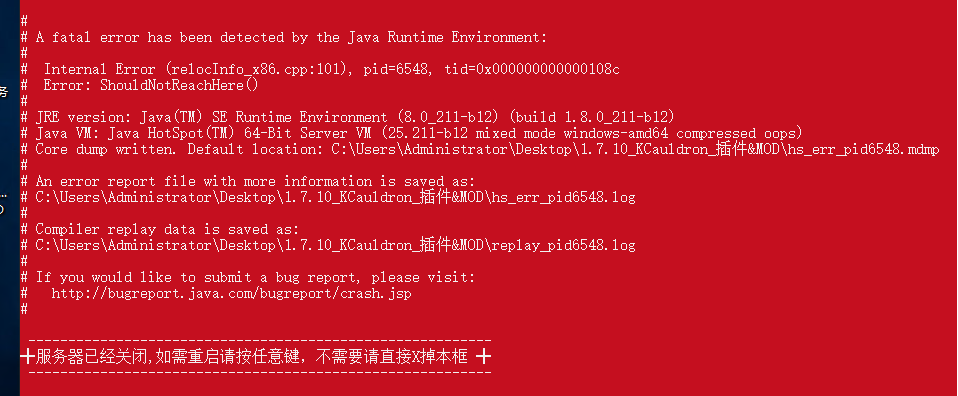 #
# A fatal error has been detected by the Java Runtime Environment:
#
#  Internal Error (relocInfo_x86.cpp:101), pid=6548, tid=0x000000000000108c
#  Error: ShouldNotReachHere()
#
# JRE version: Java(TM) SE Runtime Environment (8.0_211-b12) (build 1.8.0_211-b12)
# Java VM: Java HotSpot(TM) 64-Bit Server VM (25.211-b12 mixed mode windows-amd64 compressed oops)
# Core dump written. Default location: C:\Users\Administrator\Desktop\1.7.10_KCauldron_插件&MOD\hs_err_pid6548.mdmp
#
# An error report file with more information is saved as:
# C:\Users\Administrator\Desktop\1.7.10_KCauldron_插件&MOD\hs_err_pid6548.log
#
# Compiler replay data is saved as:
# C:\Users\Administrator\Desktop\1.7.10_KCauldron_插件&MOD\replay_pid6548.log
#
# If you would like to submit a bug report, please visit:
#   http://bugreport.java.com/bugreport/crash.jsp
#
----------------------------------------------------------
╋服务器已经关闭,如需重启请按任意键，不需要请直接X掉本框 ╋
----------------------------------------------------------
务
...